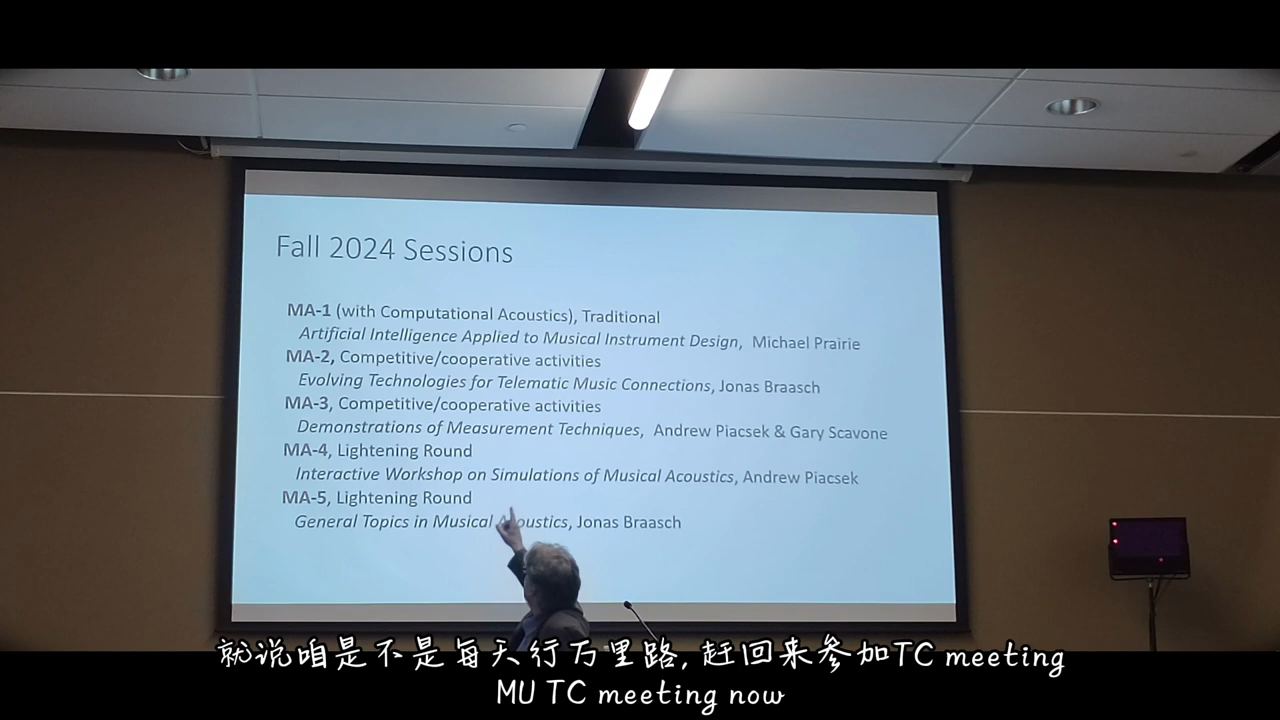 Fall 2024 Sessions
MA-1 (with Computational Acoustics), Traditional
Artificial Intelligence Applied to Musical Instrument Design, Michael Prairie
MA-2, Competitive/cooperative activities
Evolving Technologies for Telematic Music Connections, Jonas Braasch
MA-3, Competitive/cooperative activities
Demonstrations of Measurement Techniques, Andrew Piacsek & Gary Scavone
MA-4, Lightening Round
Interactive Workshop on Simulations of Musical Acoustics, Andrew Piacsek
MA-5, Lightening Round
General Topics in Musical Acoustics, Jonas Braasch
就说咱是不是每天行万里路, 赶回来参加TC meeting
MU TC meeting now